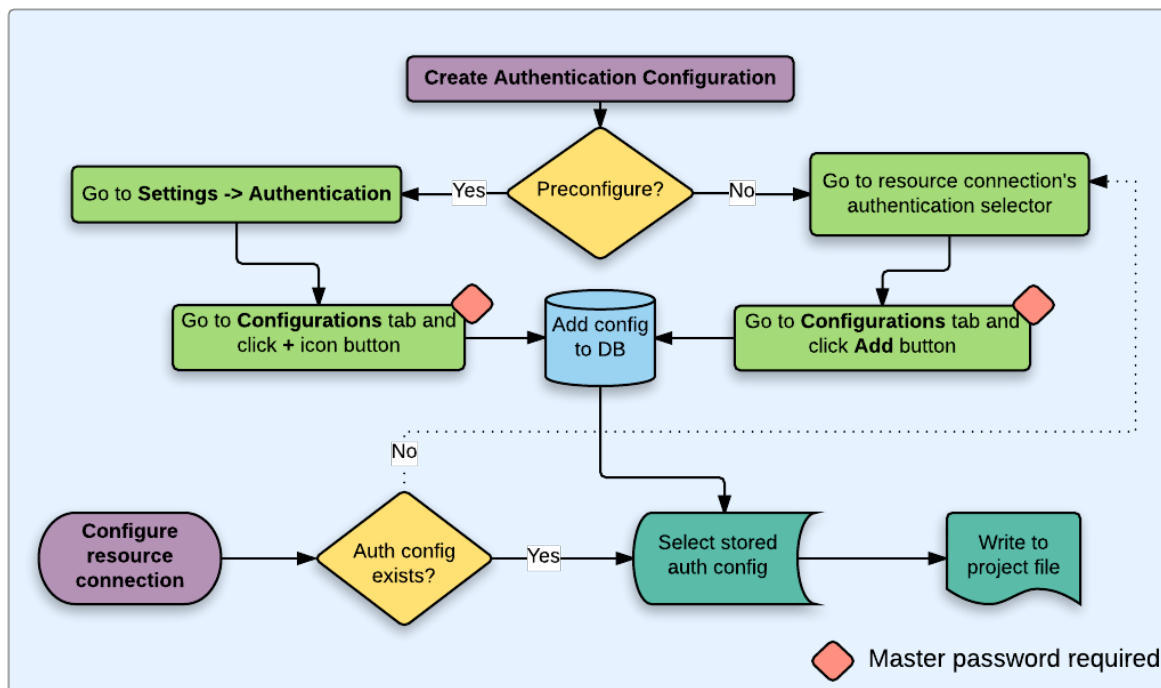 Create Authentication Configuration
Preconfigure?
Yes
No
Go to Settings -> Authentication
Go to resource connection's
authentication selector
Go to Configurations tab and
click + icon button
Add config
to DB
Go to Configurations tab and
click Add button
No
Configure
resource
connection
Auth config
exists?
Yes
Select stored
auth config
Write to
project file
Master password required